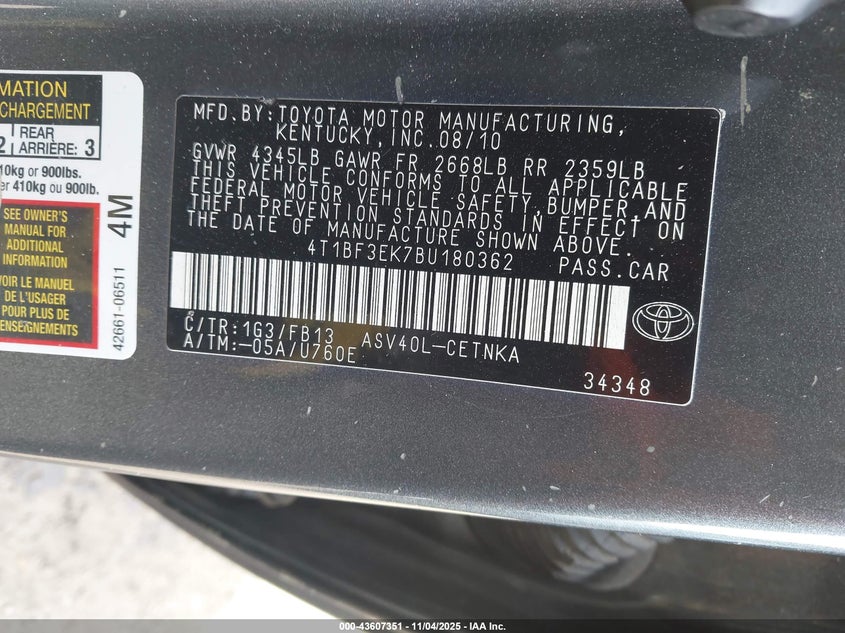 MATION
CHARGEMENT
2 REAR
ARRIÈRE: 3
10kg or 900lbs.
er 410kg ou 900lb.
SEE OWNER'S
MANUAL FOR
ADDITIONAL
INFORMATION
VOIR LE MANUEL
DE L'USAGER
POUR PLUS DE
RENSEIGNEMENTS
4M
42661-06511
MFD.BY:TOYOTA MOTOR MANUFACTURING,
KENTUCKY,INC.08/10
GVWR 4345LB GAWR FR 2668LB RR 2359LB
THIS VEHICLE CONFORMS TO ALL APPLICABLE
FEDERAL MOTOR VEHICLE SAFETY,BUMPER,AND
THEFT PREVENTION STANDARDS IN EFFECT ON
THE DATE OF MANUFACTURE SHOWN ABOVE.
4T1BF3EK7BU180362 PASS.CAR
C/TR:1G3/FB13 ASV40L-CETNKA
A/TM:-05A/U760E
34348
000-43607351 - 11/04/2025 - IAA Inc.